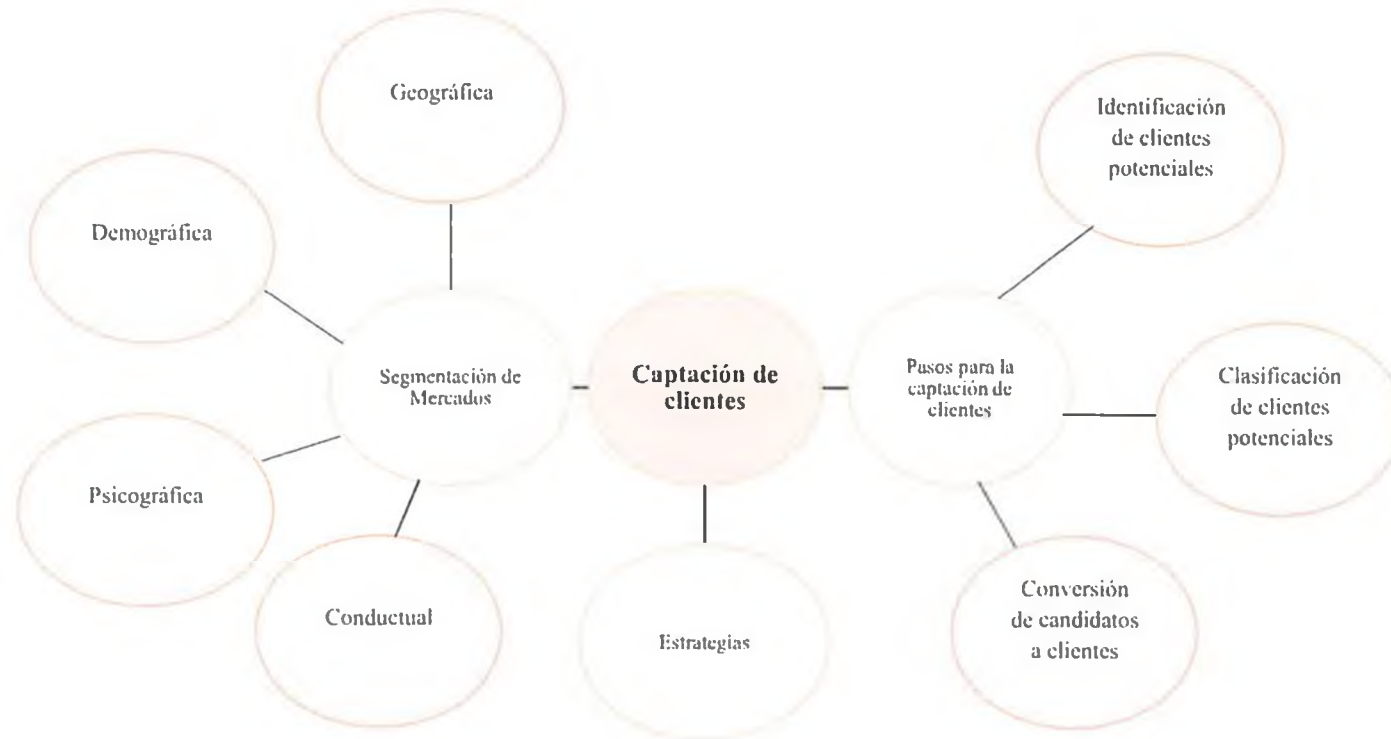 Geográfica
Identificación
de clientes
potenciales
Demográfica
Segmentación de
Mercados
Captación de
clientes
Pasos para la
captación de
clientes
Clasificación
de clientes
potenciales
Psicográfica
Conductual
Estrategias
Conversión
de candidatos
a clientes